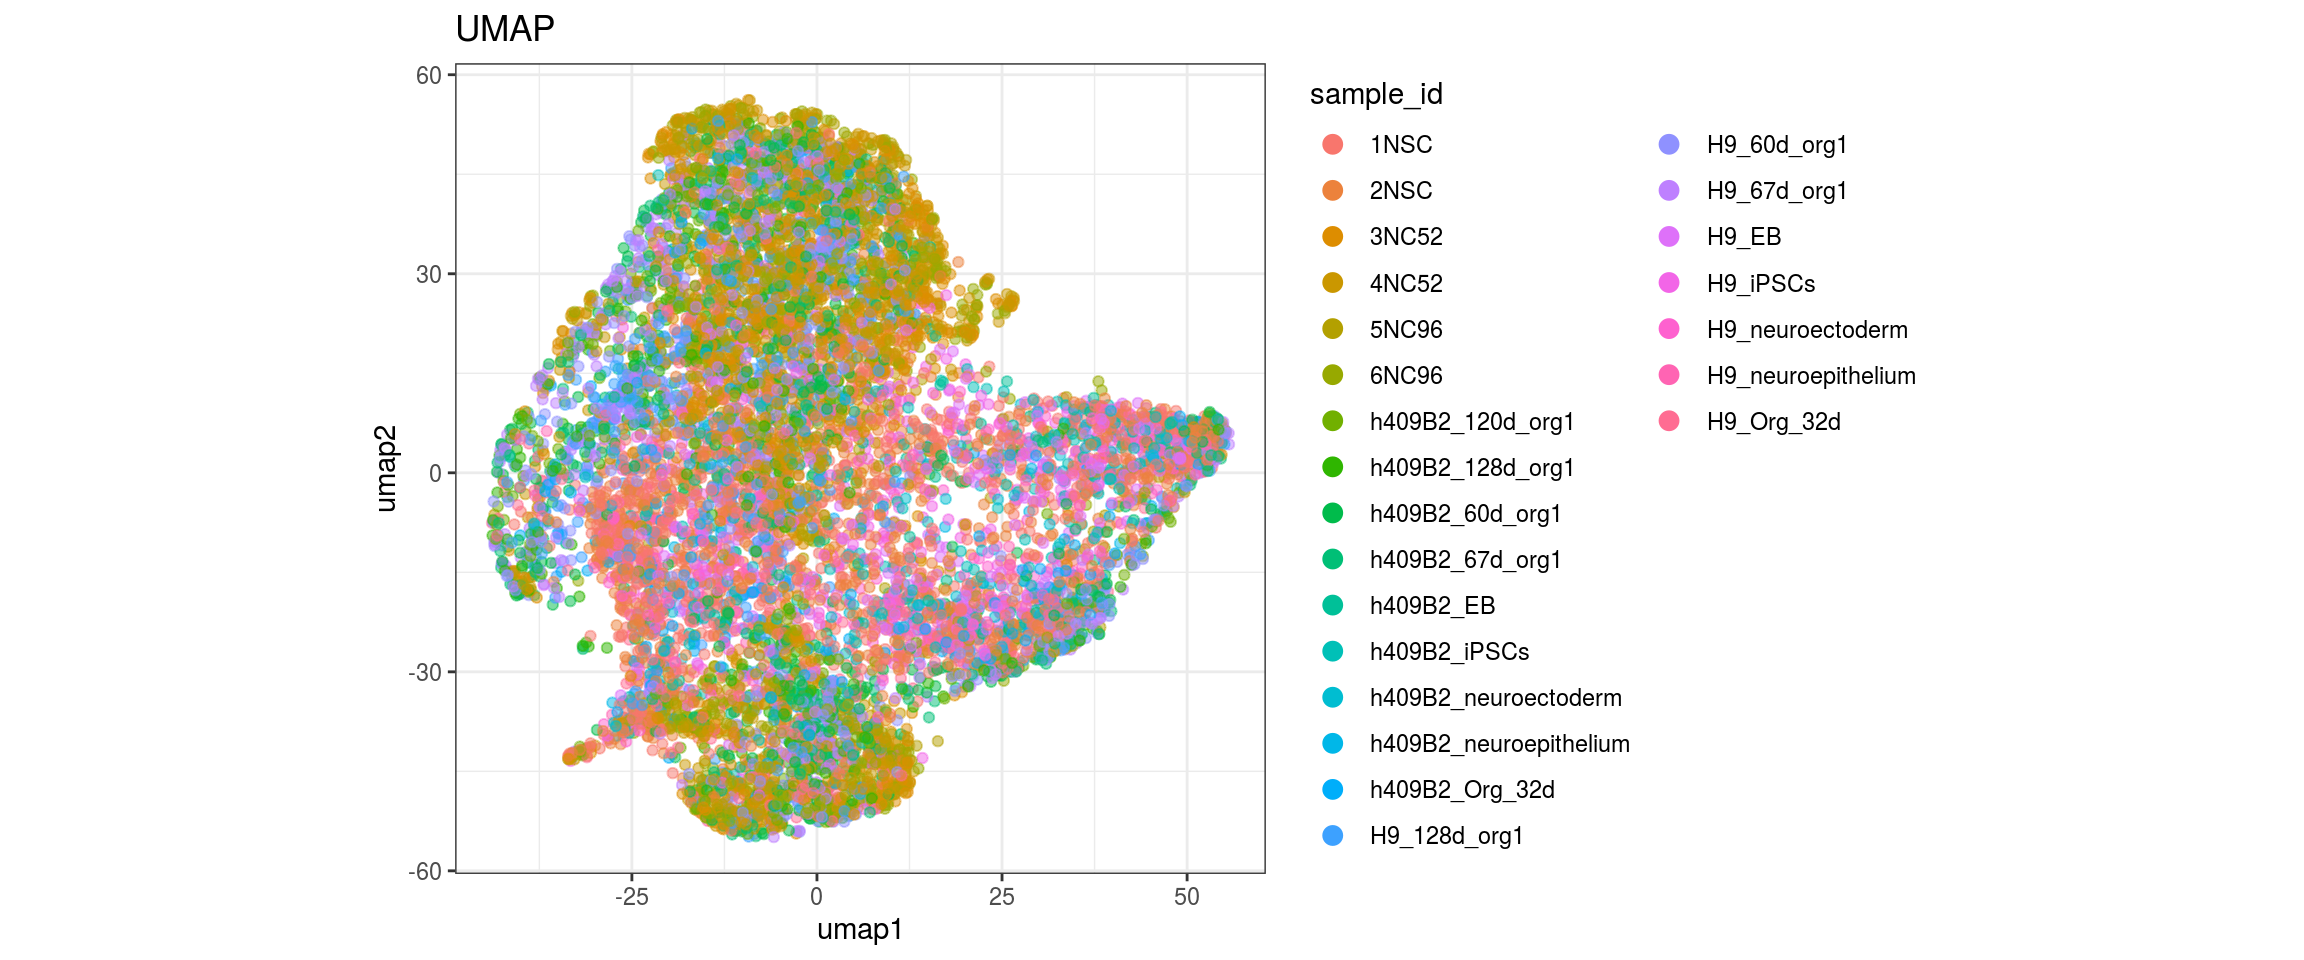 UMAP
60
30
0
-30
-60
umap2
-25
0
25
50
umap1
sample_id
1NSC
2NSC
3NC52
4NC52
5NC96
6NC96
h409B2_120d_org1
h409B2_128d_org1
h409B2_60d_org1
h409B2_67d_org1
h409B2_EB
h409B2_iPSCs
h409B2_neuroectoderm
h409B2_neuroepithelium
h409B2_Org_32d
H9_128d_org1
H9_60d_org1
H9_67d_org1
H9_EB
H9_iPSCs
H9_neuroectoderm
H9_neuroepithelium
H9_Org_32d